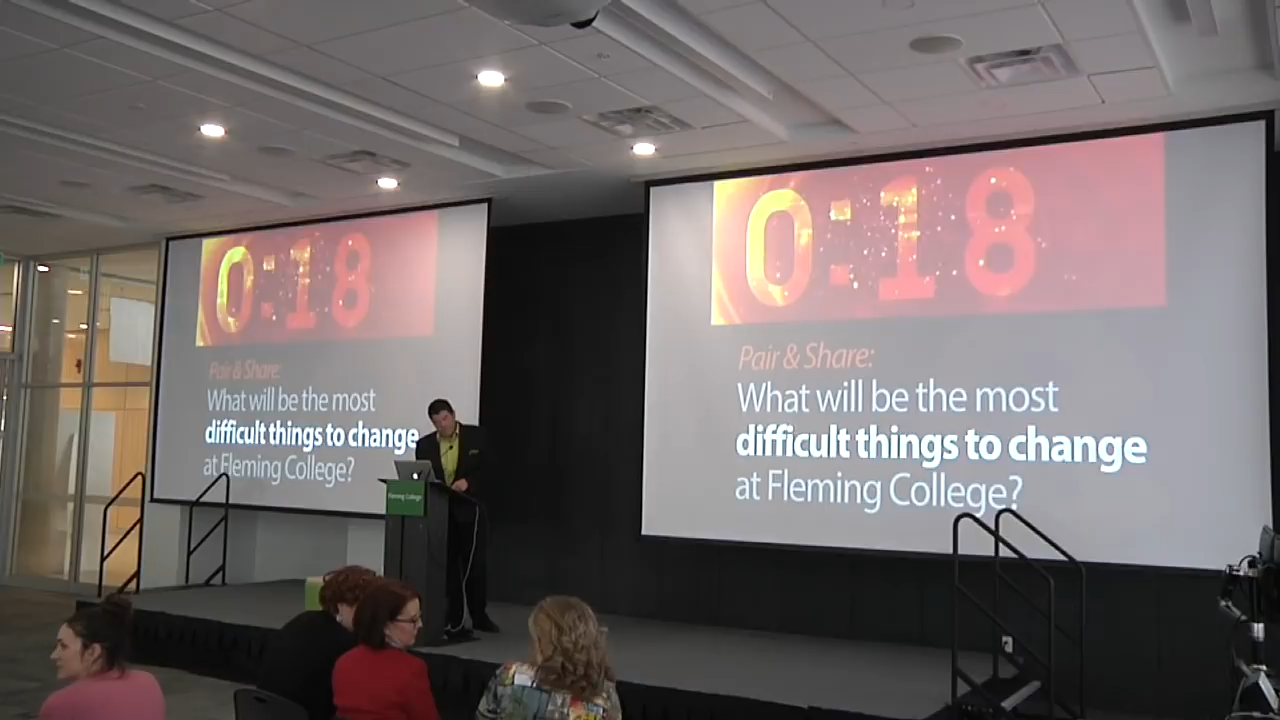 0:18
Pair & Share:
What will be the most
difficult things to change
at Fleming College?
Fleming College
0:18
Pair & Share:
What will be the most
difficult things to change
at Fleming College?